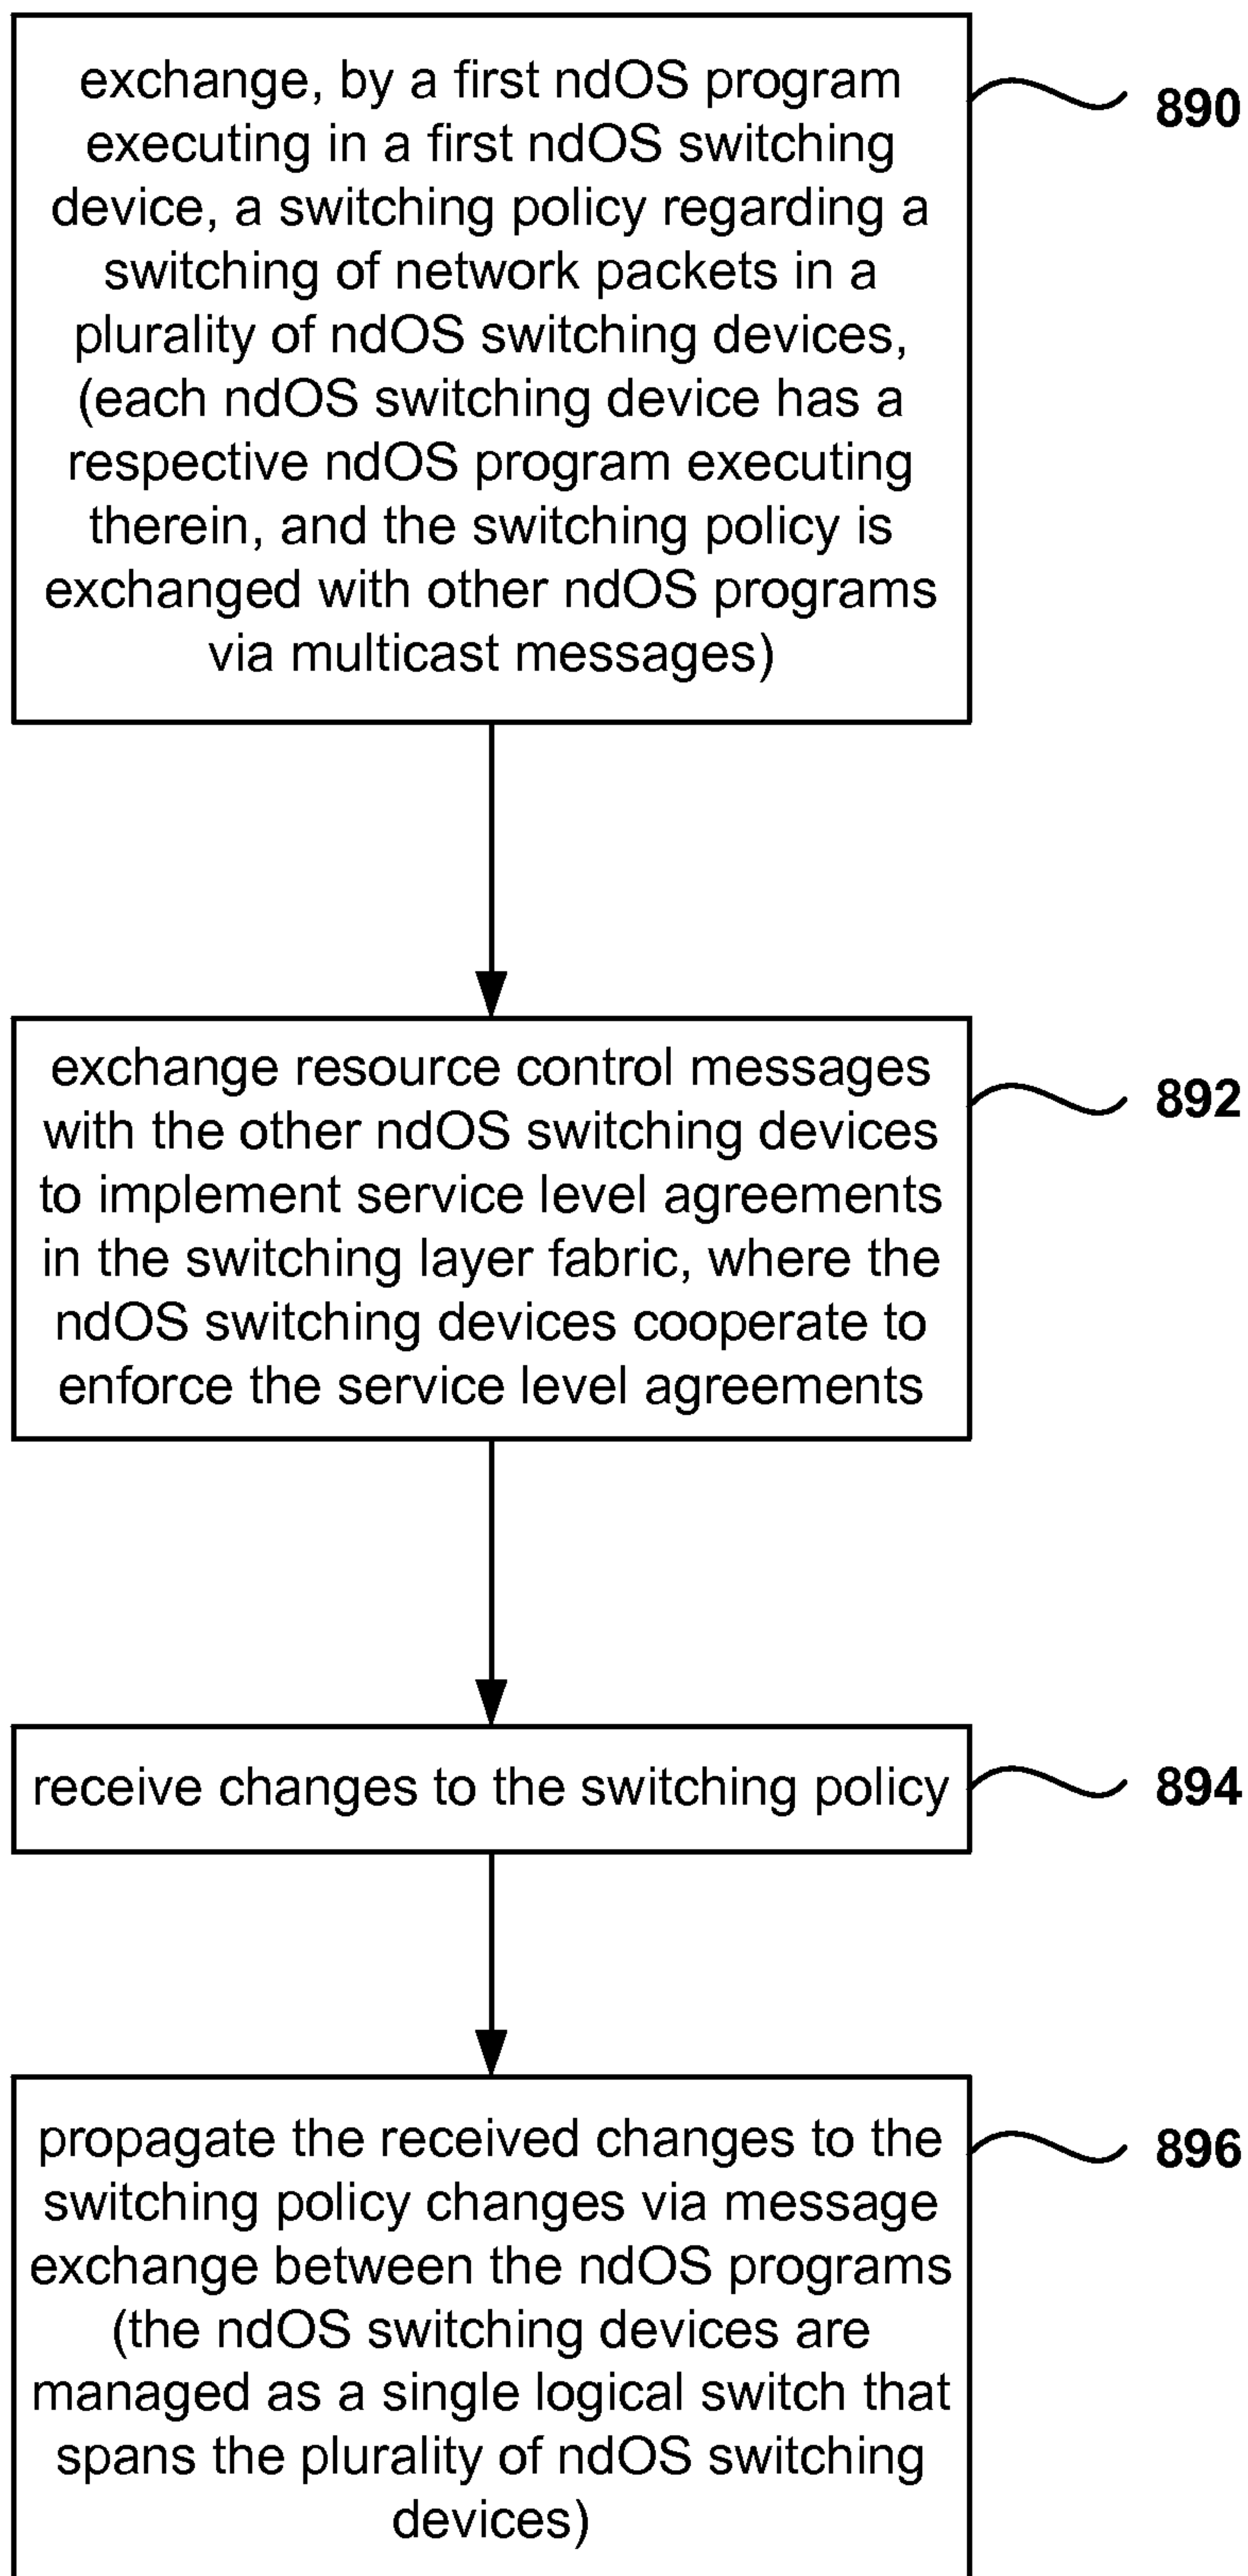 exchange, by a first ndOS program
executing in a first ndOS switching
device, a switching policy regarding a
switching of network packets in a
plurality of ndOS switching devices,
(each ndOS switching device has a
respective ndOS program executing
therein, and the switching policy is
exchanged with other ndOS programs
via multicast messages)
890
exchange resource control messages
with the other ndOS switching devices
to implement service level agreements
in the switching layer fabric, where the
ndOS switching devices cooperate to
enforce the service level agreements
892
receive changes to the switching policy
894
propagate the received changes to the
switching policy changes via message
exchange between the ndOS programs
(the ndOS switching devices are
managed as a single logical switch that
spans the plurality of ndOS switching
devices)
896